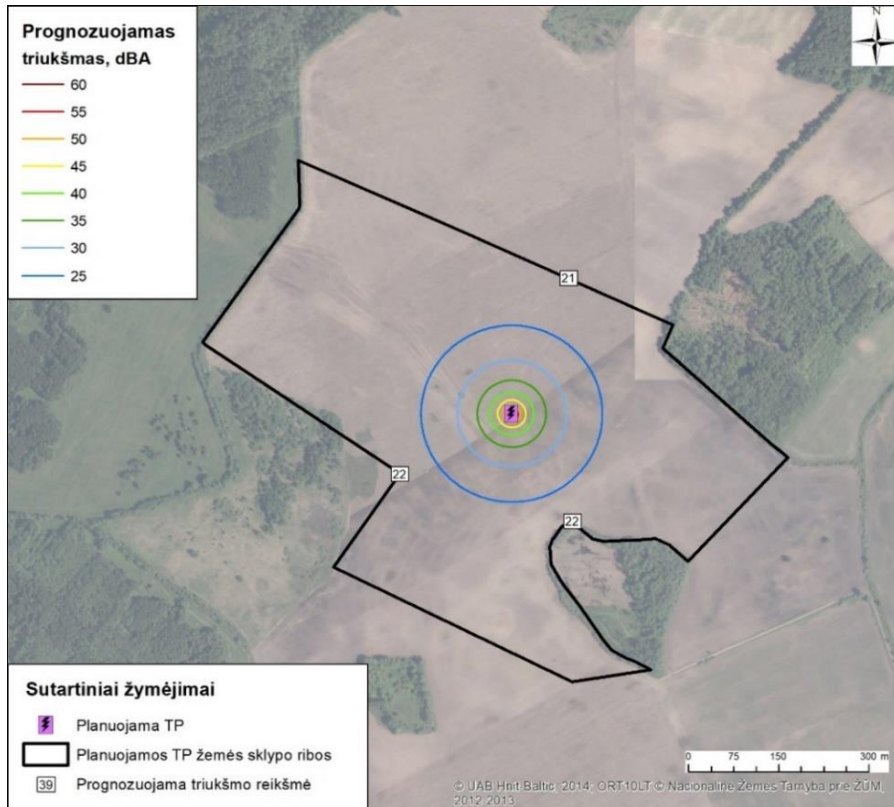 Prognozuojamas
triukšmas, dBA
60
55
50
45
40
35
30
25
N
21
22
22
Sutartiniai žymėjimai
Planuojama TP
Planuojamos TP žemės sklypo ribos
39 Prognozuojama triukšmo reikšmė
0 75 150 300 m
© UAB Hnit-Baltic, 2014; ORT10LT © Nacionalinė Žemės Tarnyba prie ŽŪM,
2012-2013